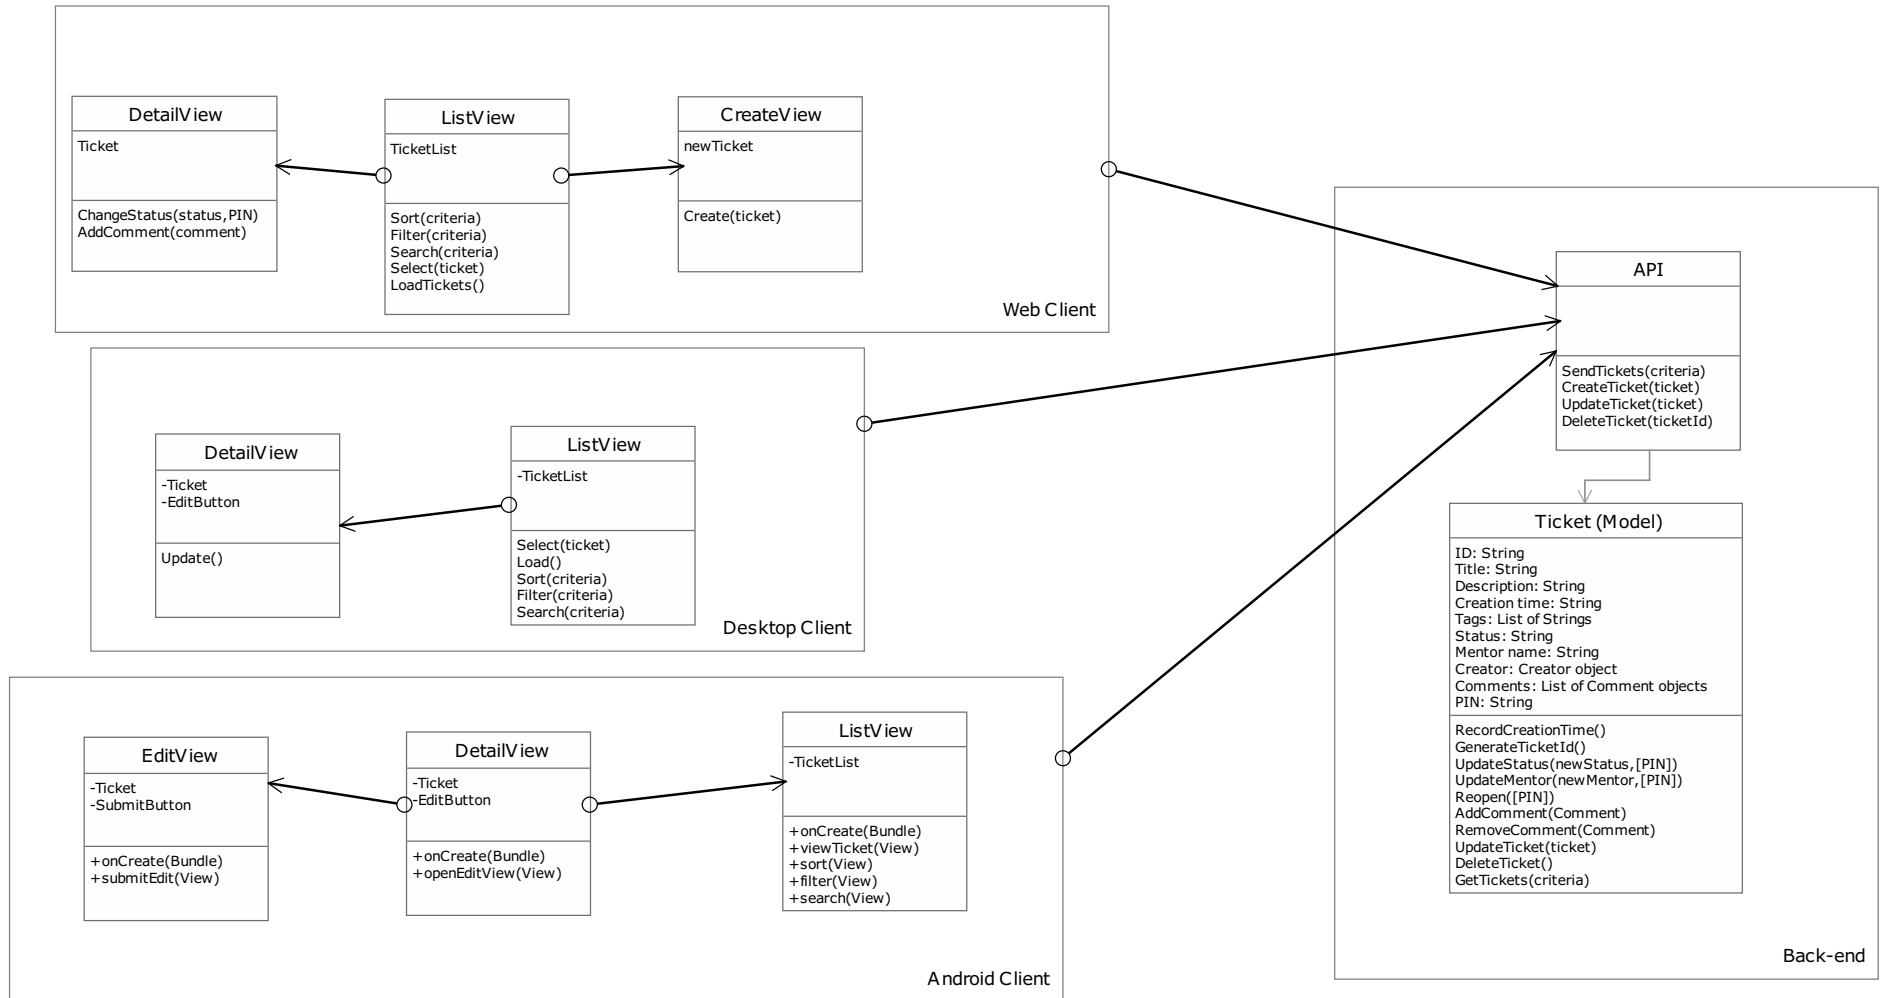 DetailView
Ticket
ChangeStatus(status,PIN)
AddComment(comment)
ListView
TicketList
Sort(criteria)
Filter(criteria)
Search(criteria)
Select(ticket)
LoadTickets()
CreateView
newTicket
Create(ticket)
Web Client
DetailView
-Ticket
-EditButton
Update()
ListView
-TicketList
Select(ticket)
Load()
Sort(criteria)
Filter(criteria)
Search(criteria)
Desktop Client
EditView
-Ticket
-SubmitButton
+onCreate(Bundle)
+submitEdit(View)
DetailView
-Ticket
-EditButton
+onCreate(Bundle)
+openEditView(View)
ListView
-TicketList
+onCreate(Bundle)
+viewTicket(View)
+sort(View)
+filter(View)
+search(View)
Android Client
API
SendTickets(criteria)
CreateTicket(ticket)
UpdateTicket(ticket)
DeleteTicket(ticketId)
Ticket (Model)
ID: String
Title: String
Description: String
Creation time: String
Tags: List of Strings
Status: String
Mentor name: String
Creator: Creator object
Comments: List of Comment objects
PIN: String
RecordCreationTime()
GenerateTicketId()
UpdateStatus(newStatus,[PIN])
UpdateMentor(newMentor,[PIN])
Reopen([PIN])
AddComment(Comment)
RemoveComment(Comment)
UpdateTicket(ticket)
DeleteTicket()
GetTickets(criteria)
Back-end